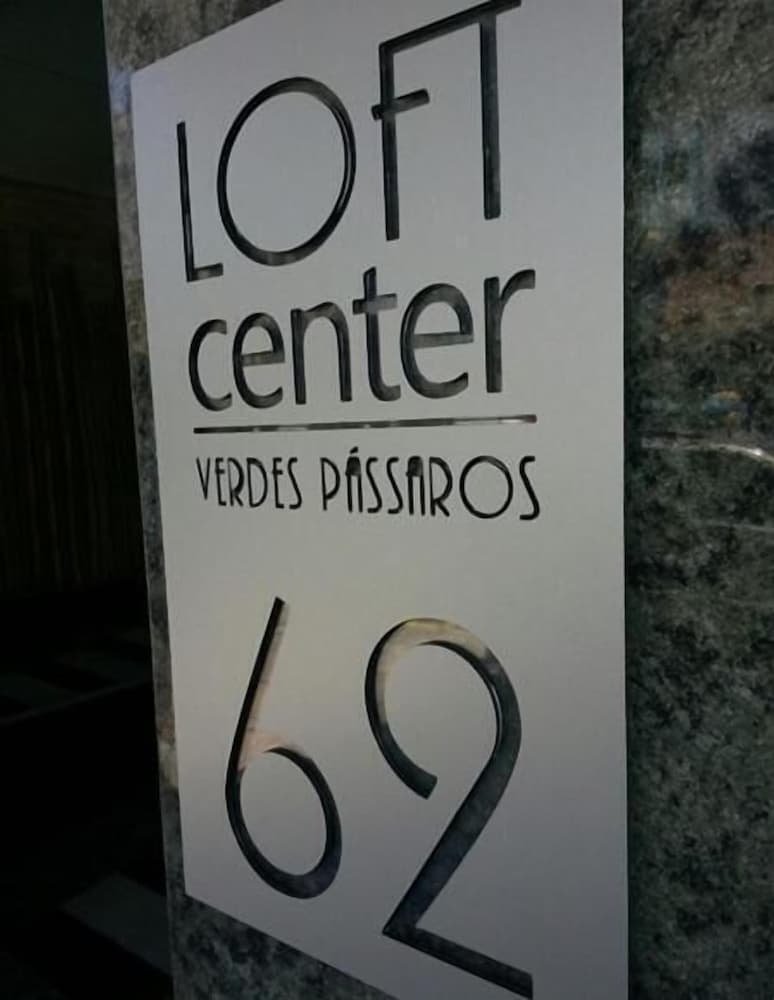 LOFT
center
VERDES PÁSSAROS
62